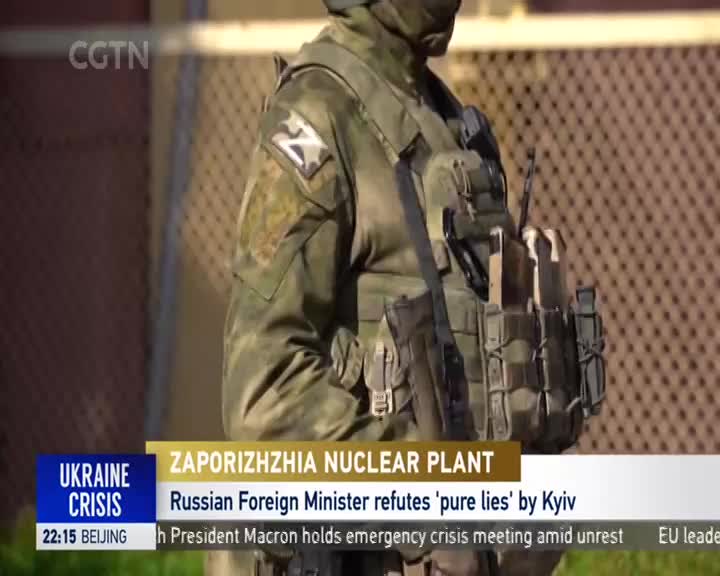 CGTN
Z
ZAPORIZHZHIA NUCLEAR PLANT
UKRAINE
CRISIS
Russian Foreign Minister refutes 'pure lies' by Kyiv
22:15 BEIJING
h President Macron holds emergency crisis meeting amid unrest
EU leade